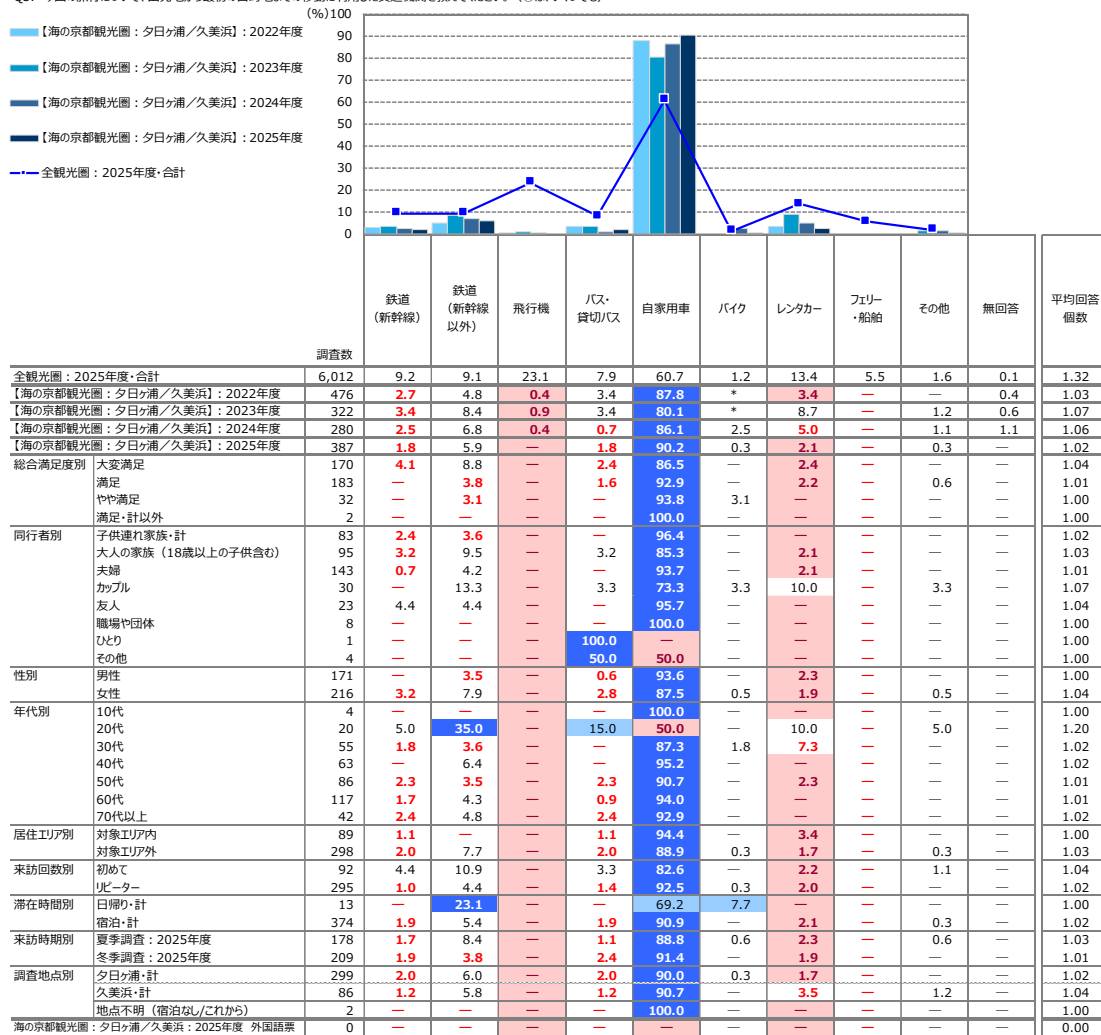 (%)
100
90
80
70
60
50
40
30
20
10
0
【海の京都観光圏：夕日ヶ浦／久美浜】：2022年度
【海の京都観光圏：夕日ヶ浦／久美浜】：2023年度
【海の京都観光圏：夕日ヶ浦／久美浜】：2024年度
【海の京都観光圏：夕日ヶ浦／久美浜】：2025年度
全観光圏：2025年度・合計
調査数 鉄道（新幹線） 鉄道（新幹線以外） 飛行機 バス・貸切バス 自家用車 バイク レンタカー フェリー・船舶 その他 無回答 平均回答個数
全観光圏：2025年度・合計 6,012 9.2 9.1 23.1 7.9 60.7 1.2 13.4 5.5 1.6 0.1 1.32
【海の京都観光圏：夕日ヶ浦／久美浜】：2022年度 476 2.7 4.8 0.4 3.4 87.8 * 3.4 — — 0.4 1.03
【海の京都観光圏：夕日ヶ浦／久美浜】：2023年度 322 3.4 8.4 0.9 3.4 80.1 * 8.7 — 1.2 0.6 1.07
【海の京都観光圏：夕日ヶ浦／久美浜】：2024年度 280 2.5 6.8 0.4 0.7 86.1 2.5 5.0 — 1.1 1.1 1.06
【海の京都観光圏：夕日ヶ浦／久美浜】：2025年度 387 1.8 5.9 — 1.8 90.2 0.3 2.1 — 0.3 — 1.02
総合満足度別 大変満足 170 4.1 8.8 — 2.4 86.5 — 2.4 — — — 1.04
満足 183 — 3.8 — 1.6 92.9 — 2.2 — 0.6 — 1.01
やや満足 32 — 3.1 — — 93.8 3.1 — — — — 1.00
満足・計以外 2 — — — — 100.0 — — — — — 1.00
同行者別 子供連れ家族・計 83 2.4 3.6 — — 96.4 — — — — — 1.02
大人の家族（18歳以上の子供含む） 95 3.2 9.5 — 3.2 85.3 — 2.1 — — — 1.03
夫婦 143 0.7 4.2 — — 93.7 — 2.1 — — — 1.01
カップル 30 — 13.3 — 3.3 73.3 3.3 10.0 — 3.3 — 1.07
友人 23 4.4 4.4 — — 95.7 — — — — — 1.04
職場や団体 8 — — — — 100.0 — — — — — 1.00
ひとり 1 — — — 100.0 — — — — — — 1.00
その他 4 — — — 50.0 50.0 — — — — — 1.00
性別 男性 171 — 3.5 — 0.6 93.6 — 2.3 — — — 1.00
女性 216 3.2 7.9 — 2.8 87.5 0.5 1.9 — 0.5 — 1.04
年代別 10代 4 — — — — 100.0 — — — — — 1.00
20代 20 5.0 35.0 — 15.0 50.0 — 10.0 — 5.0 — 1.20
30代 55 1.8 3.6 — — 87.3 1.8 7.3 — — — 1.02
40代 63 — 6.4 — — 95.2 — — — — — 1.02
50代 86 2.3 3.5 — 2.3 90.7 — 2.3 — — — 1.01
60代 117 1.7 4.3 — 0.9 94.0 — — — — — 1.01
70代以上 42 2.4 4.8 — 2.4 92.9 — — — — — 1.02
居住エリア別 対象エリア内 89 1.1 — — 1.1 94.4 — 3.4 — — — 1.00
対象エリア外 298 2.0 7.7 — 2.0 88.9 0.3 1.7 — 0.3 — 1.03
来訪回数別 初めて 92 4.4 10.9 — 3.3 82.6 — 2.2 — 1.1 — 1.04
リピーター 295 1.0 4.4 — 1.4 92.5 0.3 2.0 — — — 1.02
滞在時間別 日帰り・計 13 — 23.1 — — 69.2 7.7 — — — — 1.00
宿泊・計 374 1.9 5.4 — 1.9 90.9 — 2.1 — 0.3 — 1.02
来訪時期別 夏季調査：2025年度 178 1.7 8.4 — 1.1 88.8 0.6 2.3 — 0.6 — 1.03
冬季調査：2025年度 209 1.9 3.8 — 2.4 91.4 — 1.9 — — — 1.01
調査地点別 夕日ヶ浦・計 299 2.0 6.0 — 2.0 90.0 0.3 1.7 — — — 1.02
久美浜・計 86 1.2 5.8 — 1.2 90.7 — 3.5 — 1.2 — 1.04
地点不明（宿泊なし/これから） 2 — — — — 100.0 — — — — — 1.00
海の京都観光圏：夕日ヶ浦／久美浜：2025年度 外国語票 0 — — — — — — — — — — 0.00